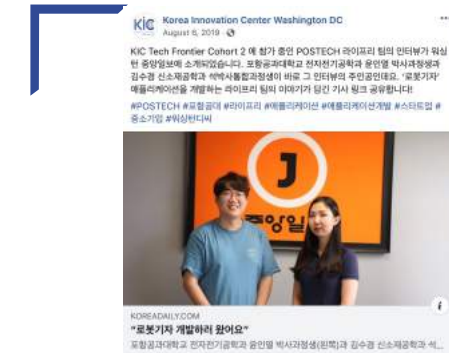 KIC
Korea Innovation Center Washington DC
August 6, 2019
KIC Tech Frontier Cohort 2 에 참가 중인 POSTECH 라이프리 팀의 인터뷰가 워싱
턴 중앙일보에 소개되었습니다. 포항공과대학교 전자전기공학과 윤인열 박사과정생과
김수경 신소재공학과 석박사통합과정생이 바로 그 인터뷰의 주인공인데요. ‘로봇기자’
애플리케이션을 개발하는 라이프리 팀의 이야기가 담긴 기사 링크 공유합니다!
#POSTECH #포항공대 #라이프리 #애플리케이션 #애플리케이션개발 #스타트업 #
중소기업 #워싱턴디씨
J
중앙일
KOREADAILY.COM
“로봇기자 개발하러 왔어요”
포항공과대학교 전자전기공학과 윤인열 박사과정생(왼쪽)과 김수경 신소재공학과 석...